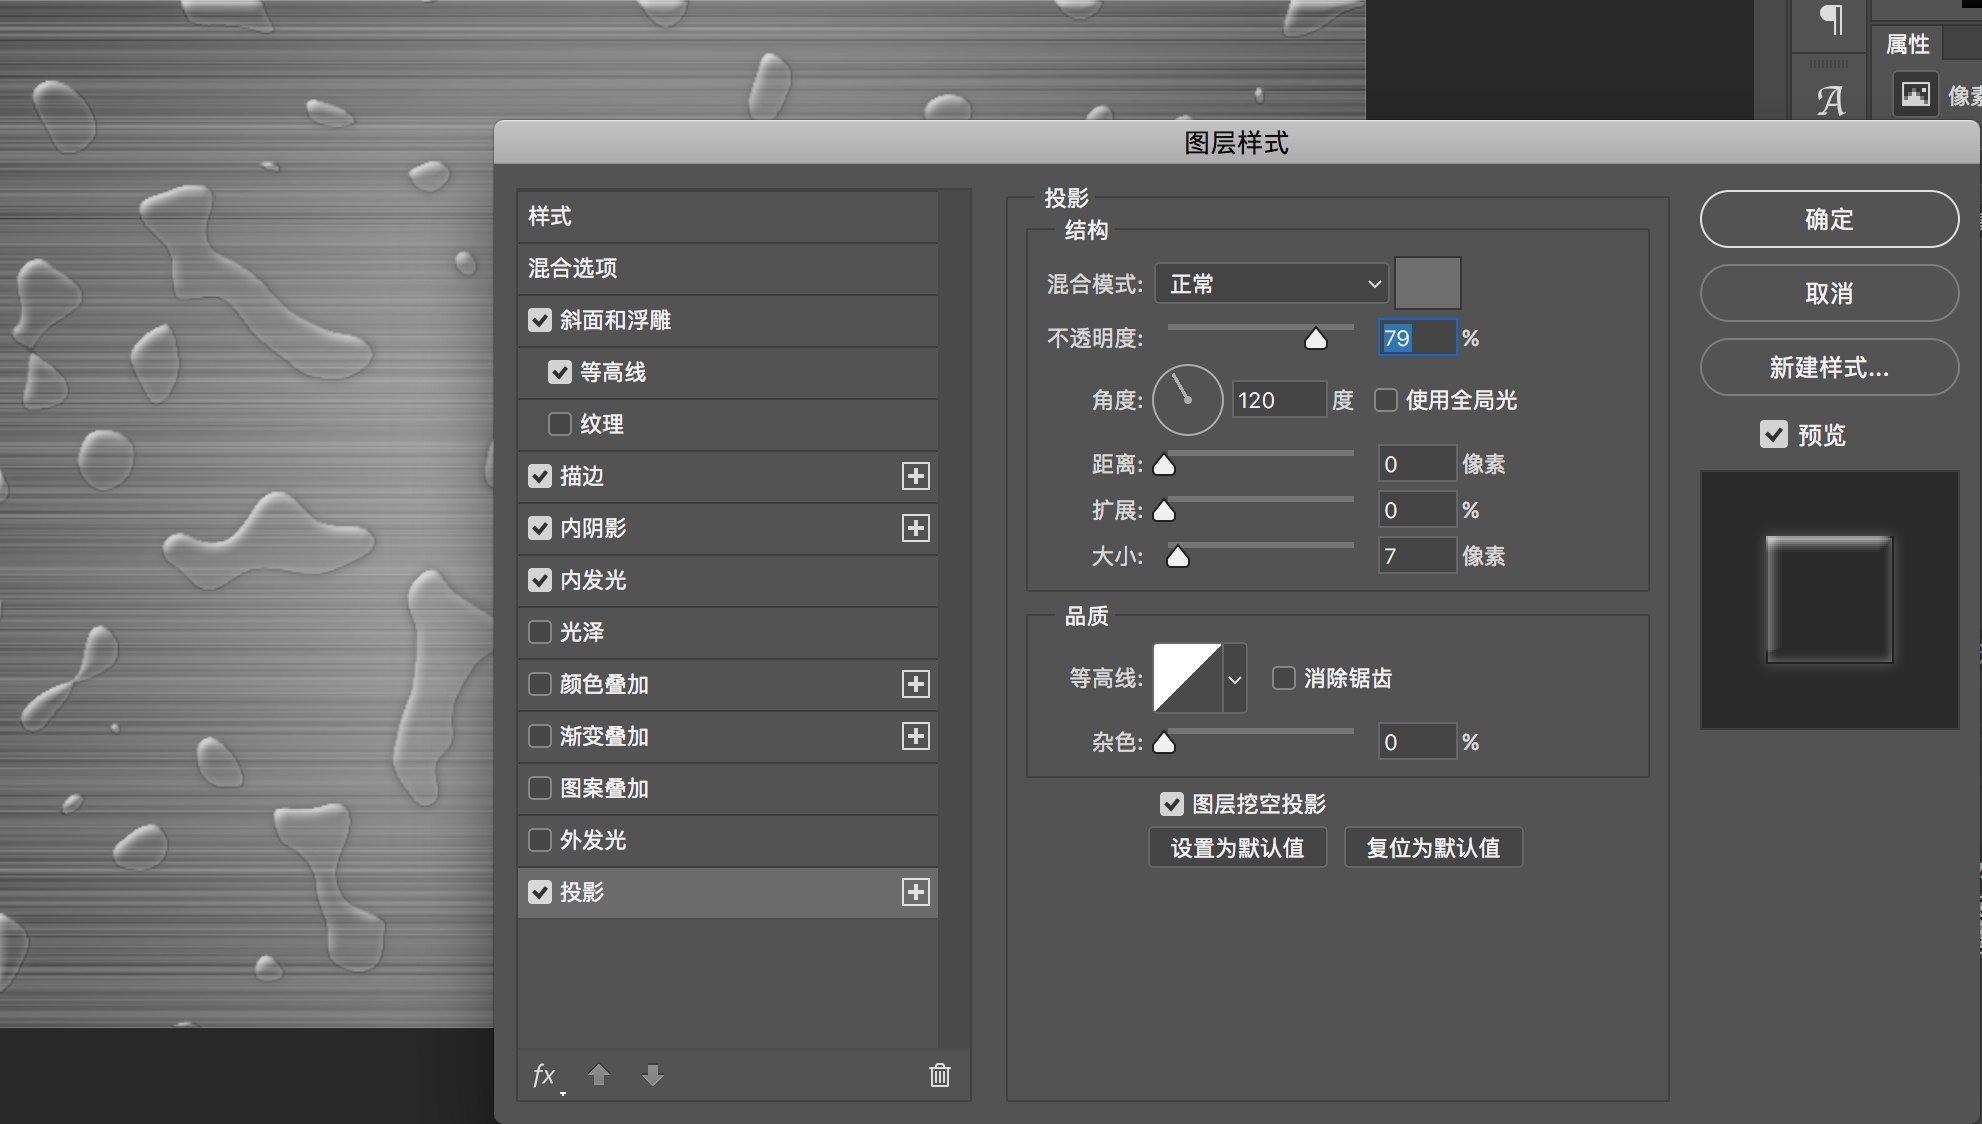 属性
像素
图层样式
样式
混合选项
斜面和浮雕
等高线
纹理
描边
内阴影
内发光
光泽
颜色叠加
渐变叠加
图案叠加
外发光
投影
fx
投影
结构
混合模式: 正常
不透明度: 79 %
角度: 120 度 使用全局光
距离: 0 像素
扩展: 0 %
大小: 7 像素
品质
等高线: 消除锯齿
杂色: 0 %
图层挖空投影
设置为默认值 复位为默认值
确定
取消
新建样式...
预览